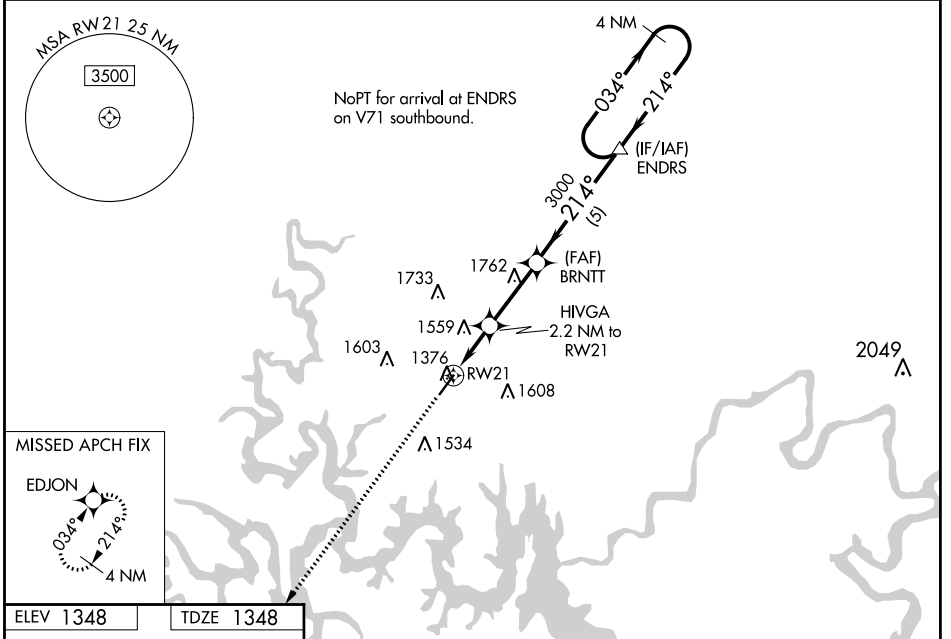 MSA RW 21 25 NM
3500
NoPT for arrival at ENDRS
on V71 southbound.
4 NM
034°
214°
(IF/IAF)
ENDRS
3000
214°
(5)
(FAF)
BRNTT
1762
1733
HIVGA
2.2 NM to
RW21
1559
1603
1376
RW21
1608
2049
1534
MISSED APCH FIX
EDJON
034°
214°
4 NM
ELEV 1348
TDZE 1348